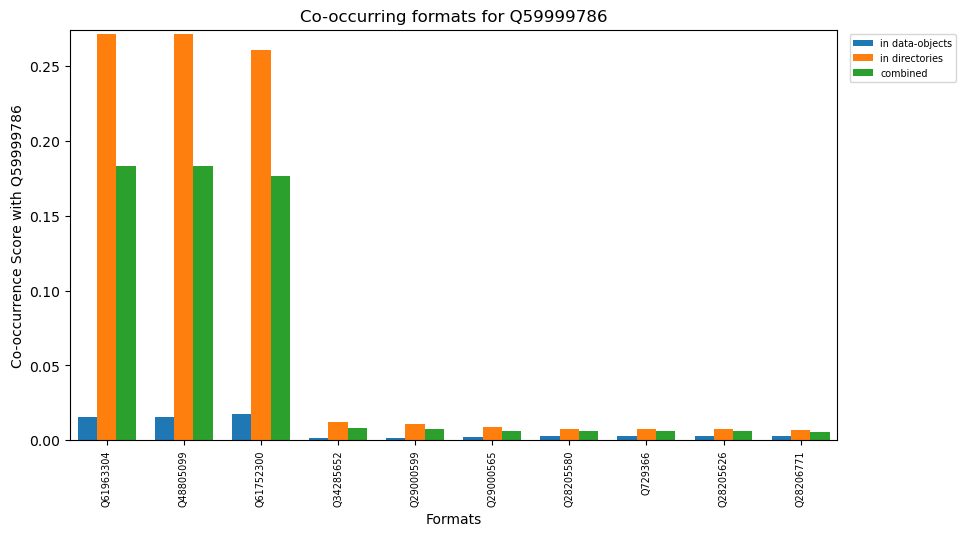 Co-occurring formats for Q59999786
in data-objects
in directories
combined
Co-occurrence Score with Q59999786
0.25
0.20
0.15
0.10
0.05
0.00
Q61963304
Q48805099
Q61752300
Q34285652
Q29000599
Q29000565
Q28205580
Q729366
Q28205626
Q28206771
Formats